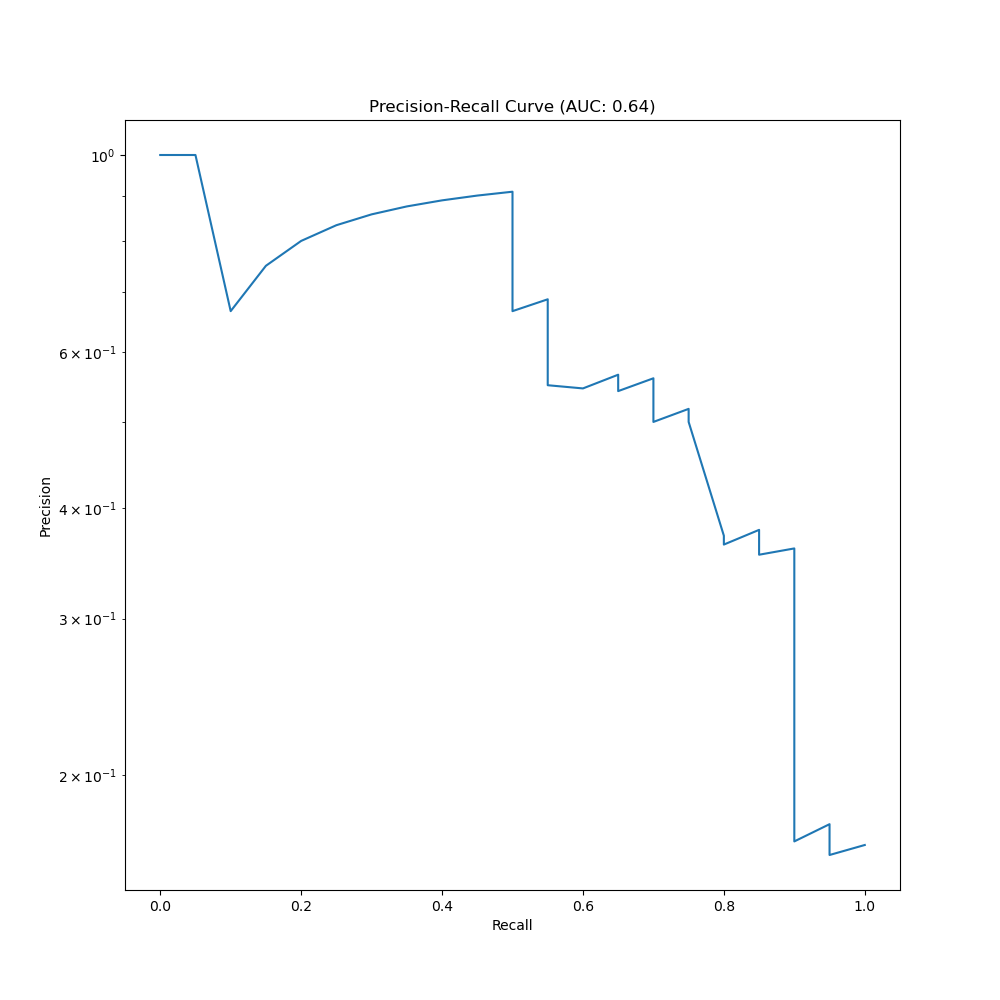 Precision-Recall Curve (AUC: 0.64)
10⁰
6 × 10⁻¹
4 × 10⁻¹
3 × 10⁻¹
2 × 10⁻¹
Precision
0.0 0.2 0.4 0.6 0.8 1.0
Recall